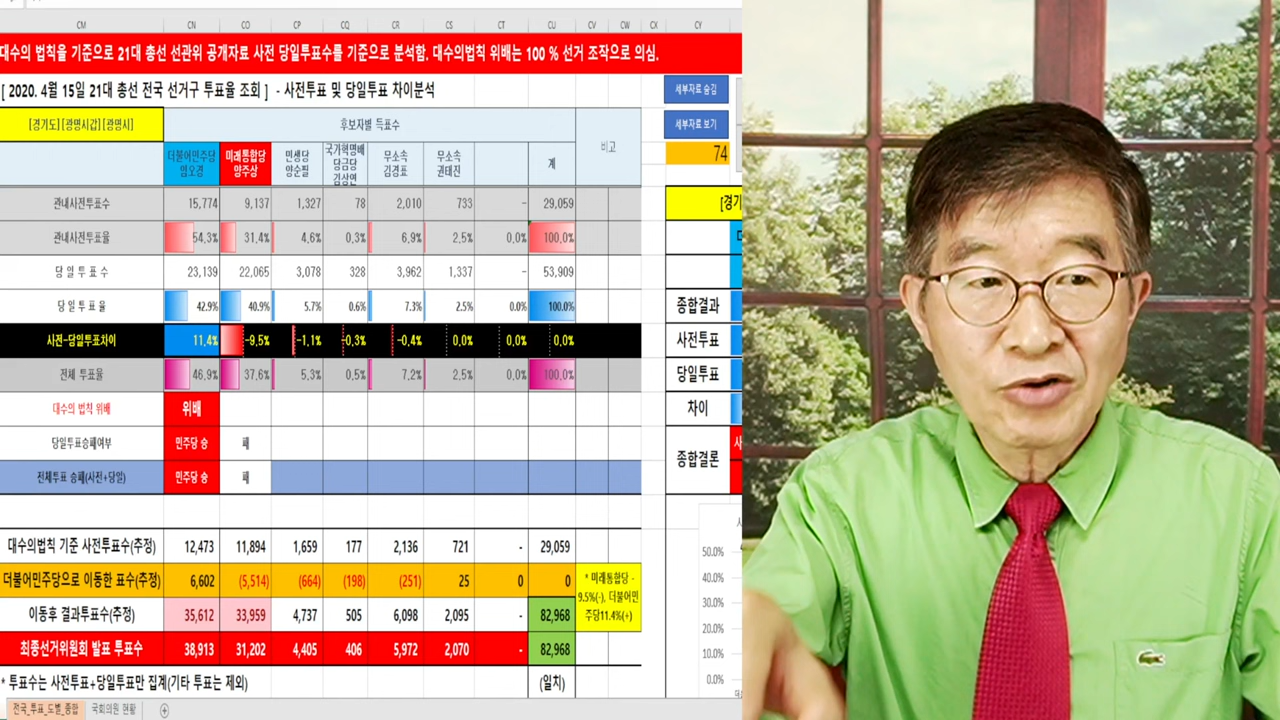 CM CN CO CP CQ CR CS CT CU CV CW CX CY
대수의 법칙을 기준으로 21대 총선 선관위 공개자료 사전 당일투표수를 기준으로 분석함. 대수의법칙 위배는 100 % 선거 조작으로 의심.
[ 2020. 4월 15일 21대 총선 전국 선거구 투표율 조회 ] - 사전투표 및 당일투표 차이분석
세부자료 숨김
[경기도] [광명시갑] [광명시]
후보자별 득표수
비고
세부자료 보기
74
더불어민주당 임오경
미래통합당 양주상
민생당 양순필
국가혁명배당금당 김상연
무소속 김경표
무소속 권태진
계
관내사전투표수 15,774 9,137 1,327 78 2,010 733 - 29,059
[경기
관내사전투표율 54.3% 31.4% 4.6% 0.3% 6.9% 2.5% 0.0% 100.0%
당 일 투 표 수 23,139 22,065 3,078 328 3,962 1,337 - 53,909
당 일 투 표 율 42.9% 40.9% 5.7% 0.6% 7.3% 2.5% 0.0% 100.0%
종합결과
사전-당일투표차이 11.4% -9.5% -1.1% -0.3% -0.4% 0.0% 0.0% 0.0%
사전투표
전체 투표율 46.9% 37.6% 5.3% 0.5% 7.2% 2.5% 0.0% 100.0%
당일투표
대수의 법칙 위배 위배
차이
당일투표승패여부 민주당 승 패
종합결론
전체투표 승패(사전+당일) 민주당 승 패
대수의법칙 기준 사전투표수(추정) 12,473 11,894 1,659 177 2,136 721 - 29,059
더불어민주당으로 이동한 표수(추정) 6,602 (5,514) (664) (198) (251) 25 0 0
* 미래통합당 -
9.5%(-), 더불어민
주당11.4%(+)
이동후 결과투표수(추정) 35,612 33,959 4,737 505 6,098 2,095 - 82,968
최종선거위원회 발표 투표수 38,913 31,202 4,405 406 5,972 2,070 - 82,968
* 투표수는 사전투표+당일투표만 집계(기타 투표는 제외) (일치)
50.0%
40.0%
30.0%
20.0%
10.0%
0.0%
전국_투표_도별_종합 국회의원 현황